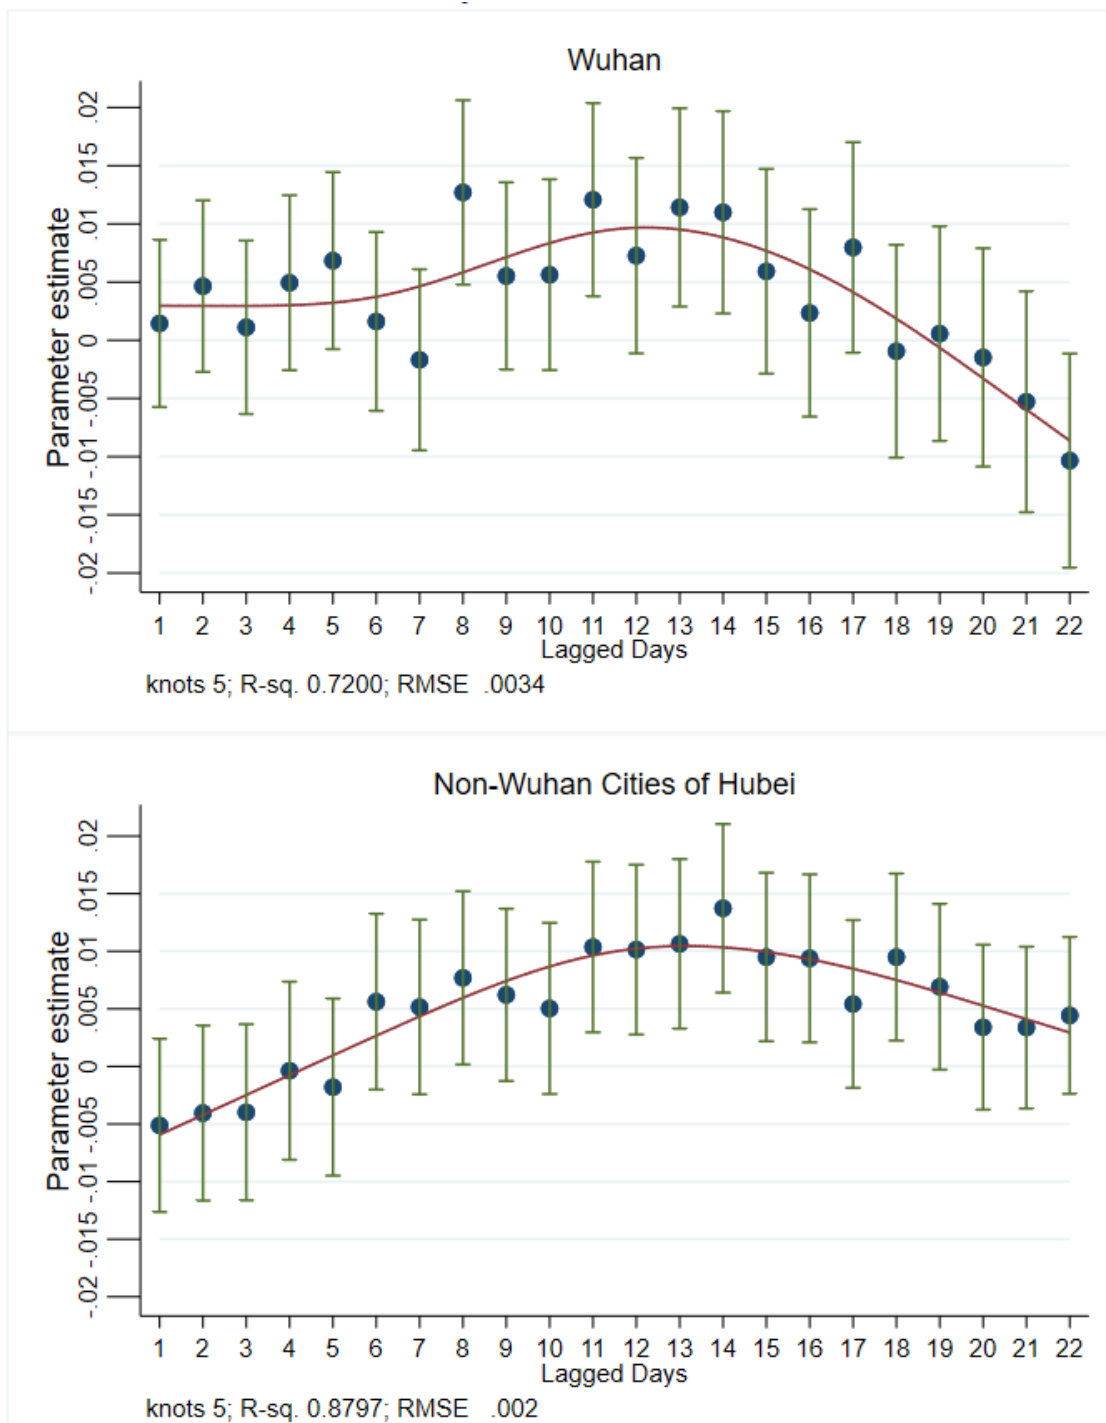 Wuhan
Parameter estimate
.02
.015
.01
.005
0
-.005
-.01
-.015
-.02
1 2 3 4 5 6 7 8 9 10 11 12 13 14 15 16 17 18 19 20 21 22
Lagged Days
knots 5; R-sq. 0.7200; RMSE .0034
Non-Wuhan Cities of Hubei
Parameter estimate
.02
.015
.01
.005
0
-.005
-.01
-.015
-.02
1 2 3 4 5 6 7 8 9 10 11 12 13 14 15 16 17 18 19 20 21 22
Lagged Days
knots 5; R-sq. 0.8797; RMSE .002